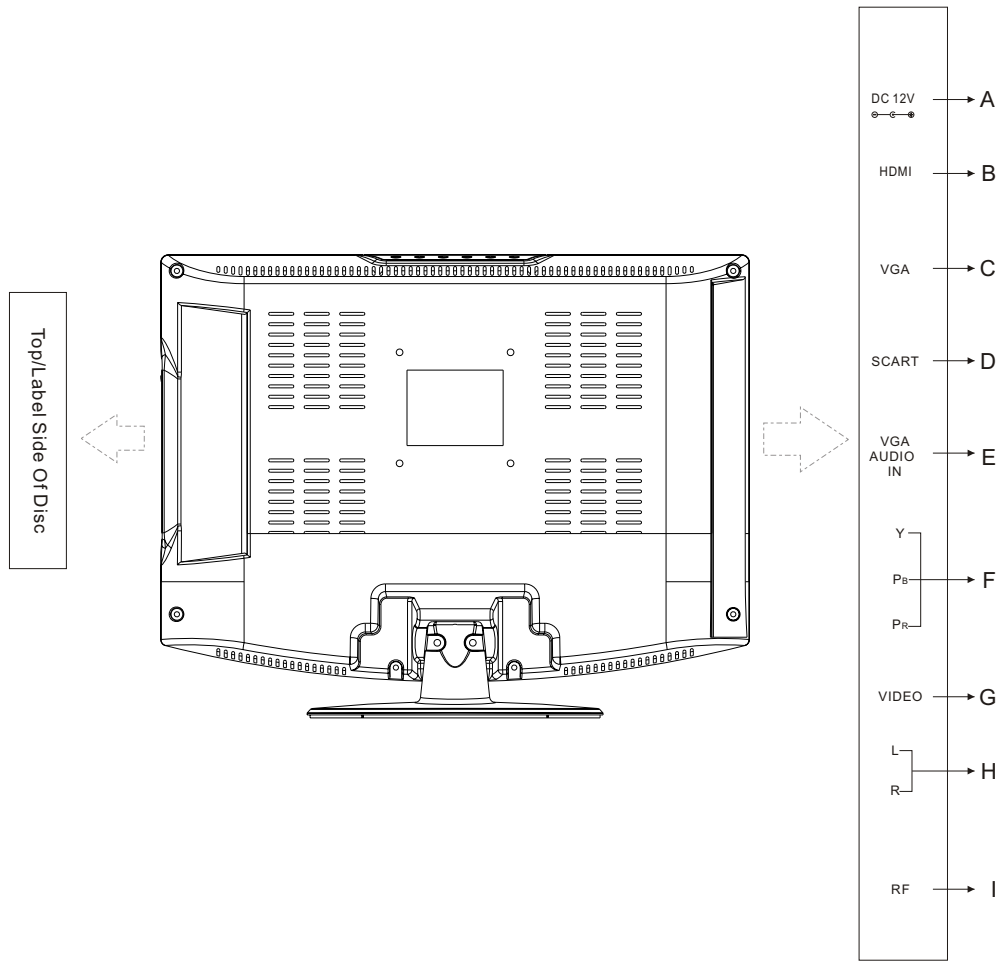 Top/Label Side Of Disc
DC 12V
A
HDMI
B
VGA
C
SCART
D
VGA
AUDIO
IN
E
Y
PB
PR
F
VIDEO
G
L
R
H
RF
I